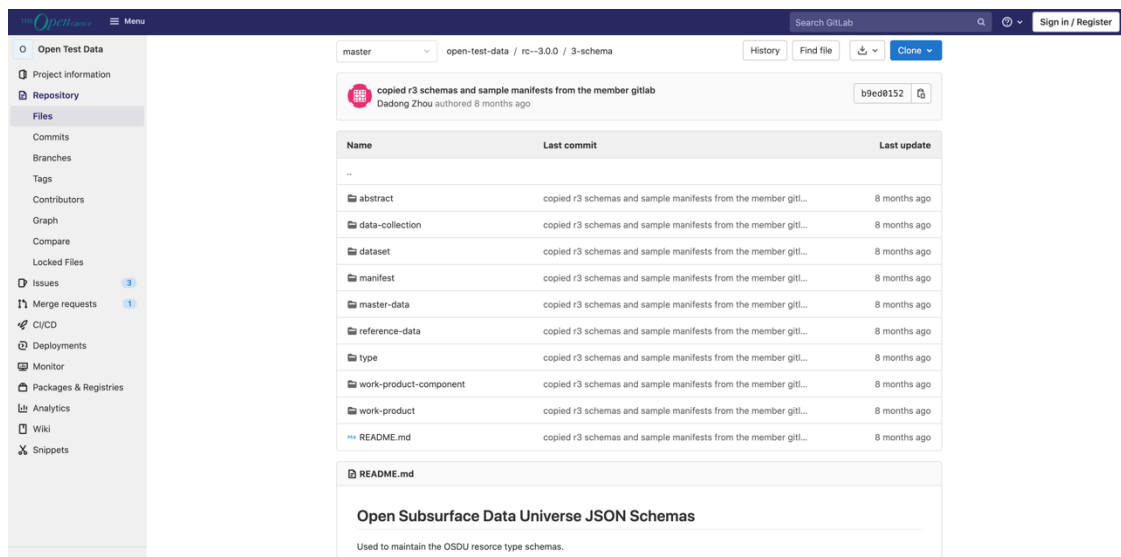 THE Open GROUP Menu Search GitLab Sign in / Register
O Open Test Data
Project information
Repository
Files
Commits
Branches
Tags
Contributors
Graph
Compare
Locked Files
Issues 3
Merge requests 1
CI/CD
Deployments
Monitor
Packages & Registries
Analytics
Wiki
Snippets
master open-test-data / rc--3.0.0 / 3-schema History Find file Clone
copied r3 schemas and sample manifests from the member gitlab
Dadong Zhou authored 8 months ago
b9ed0152
Name Last commit Last update
..
abstract copied r3 schemas and sample manifests from the member gitl... 8 months ago
data-collection copied r3 schemas and sample manifests from the member gitl... 8 months ago
dataset copied r3 schemas and sample manifests from the member gitl... 8 months ago
manifest copied r3 schemas and sample manifests from the member gitl... 8 months ago
master-data copied r3 schemas and sample manifests from the member gitl... 8 months ago
reference-data copied r3 schemas and sample manifests from the member gitl... 8 months ago
type copied r3 schemas and sample manifests from the member gitl... 8 months ago
work-product-component copied r3 schemas and sample manifests from the member gitl... 8 months ago
work-product copied r3 schemas and sample manifests from the member gitl... 8 months ago
README.md copied r3 schemas and sample manifests from the member gitl... 8 months ago
README.md
Open Subsurface Data Universe JSON Schemas
Used to maintain the OSDU resorce type schemas.